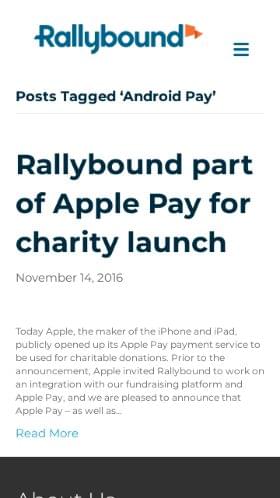 Rallybound
Posts Tagged ‘Android Pay’
Rallybound part
of Apple Pay for
charity launch
November 14, 2016
Today Apple, the maker of the iPhone and iPad,
publicly opened up its Apple Pay payment service to
be used for charitable donations. Prior to the
announcement, Apple invited Rallybound to work on
an integration with our fundraising platform and
Apple Pay, and we are pleased to announce that
Apple Pay – as well as...
Read More
About Us